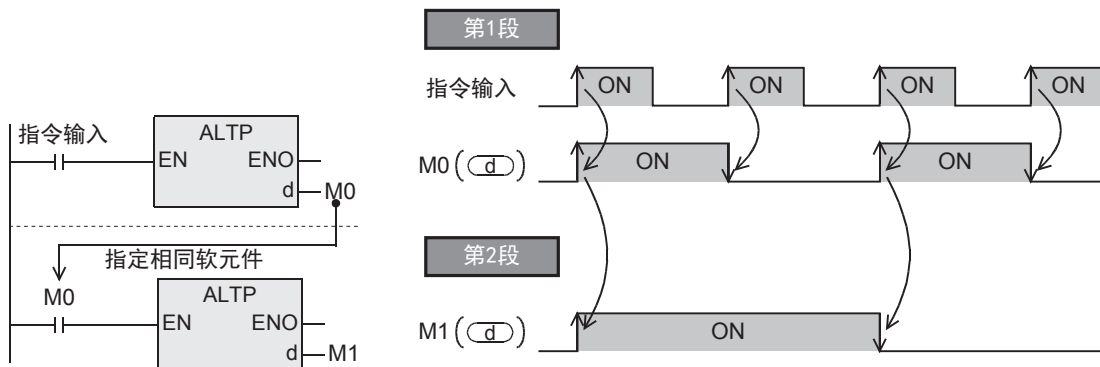 指令输入
ALTP
EN ENO
d M0
指定相同软元件
M0
ALTP
EN ENO
d M1
第1段
指令输入 ON ON ON ON
M0 (d) ON ON
第2段
M1 (d) ON